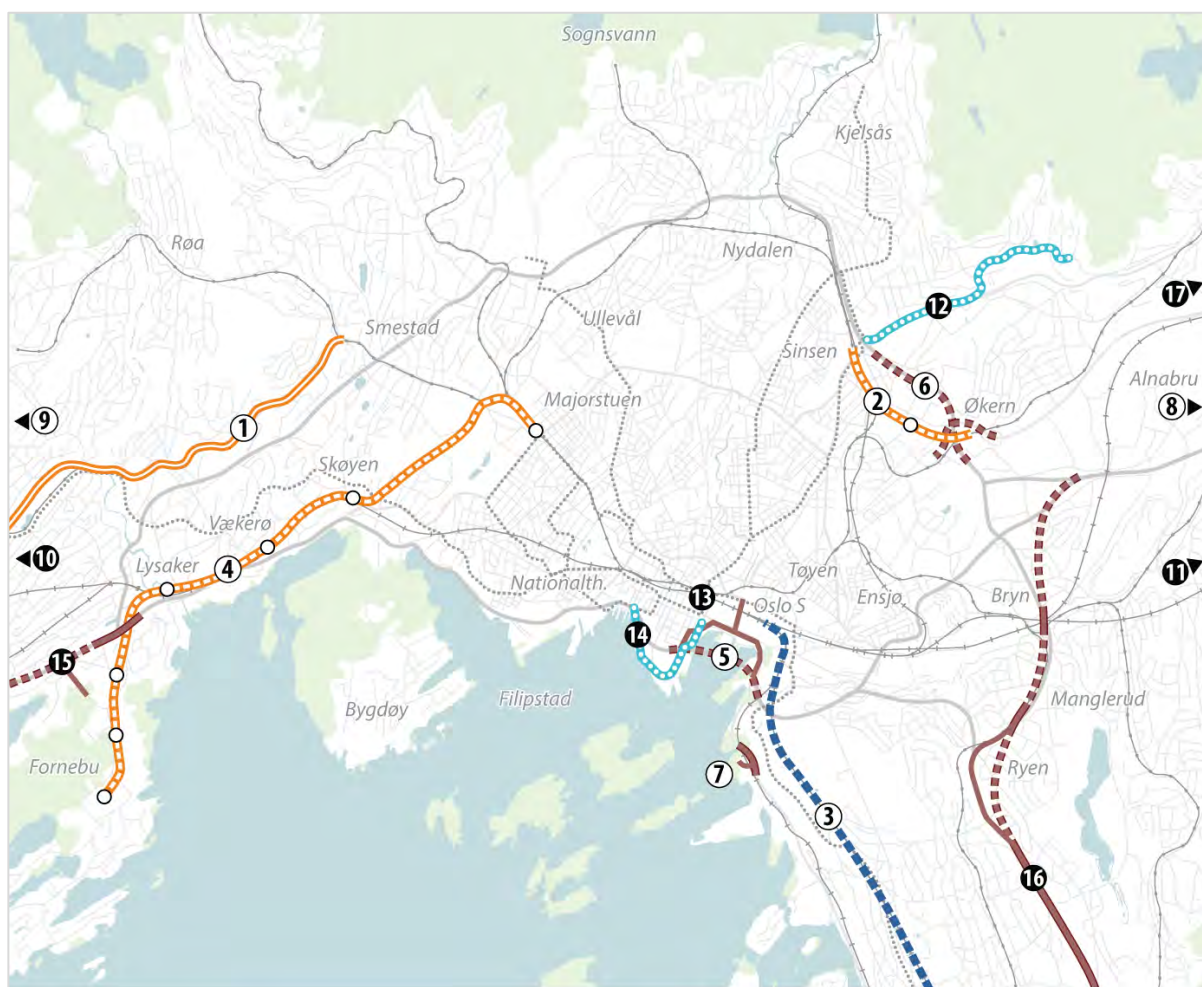 Sognsvann
Kjelsås
Røa
Nydalen
17
12
Smestad
Ullevål
Sinsen
6
Alnabru
9
1
Majorstuen
2
Økern
8
Skøyen
Vækerø
10
Lysaker
4
Nationalth.
13
Tøyen
Oslo S
Ensjø
Bryn
11
14
5
15
Bygdøy
Filipstad
Manglerud
Fornebu
7
Ryen
3
16